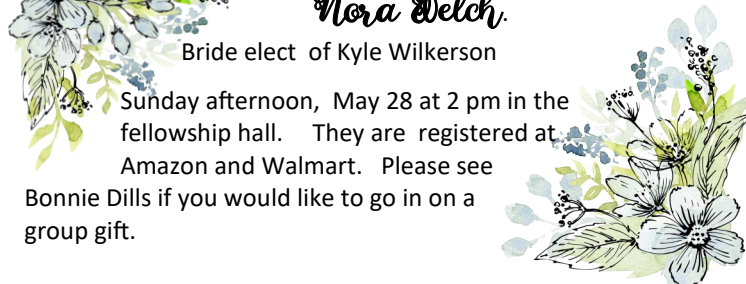 Nora Welch.
Bride elect of Kyle Wilkerson
Sunday afternoon, May 28 at 2 pm in the
fellowship hall. They are registered at
Amazon and Walmart. Please see
Bonnie Dills if you would like to go in on a
group gift.